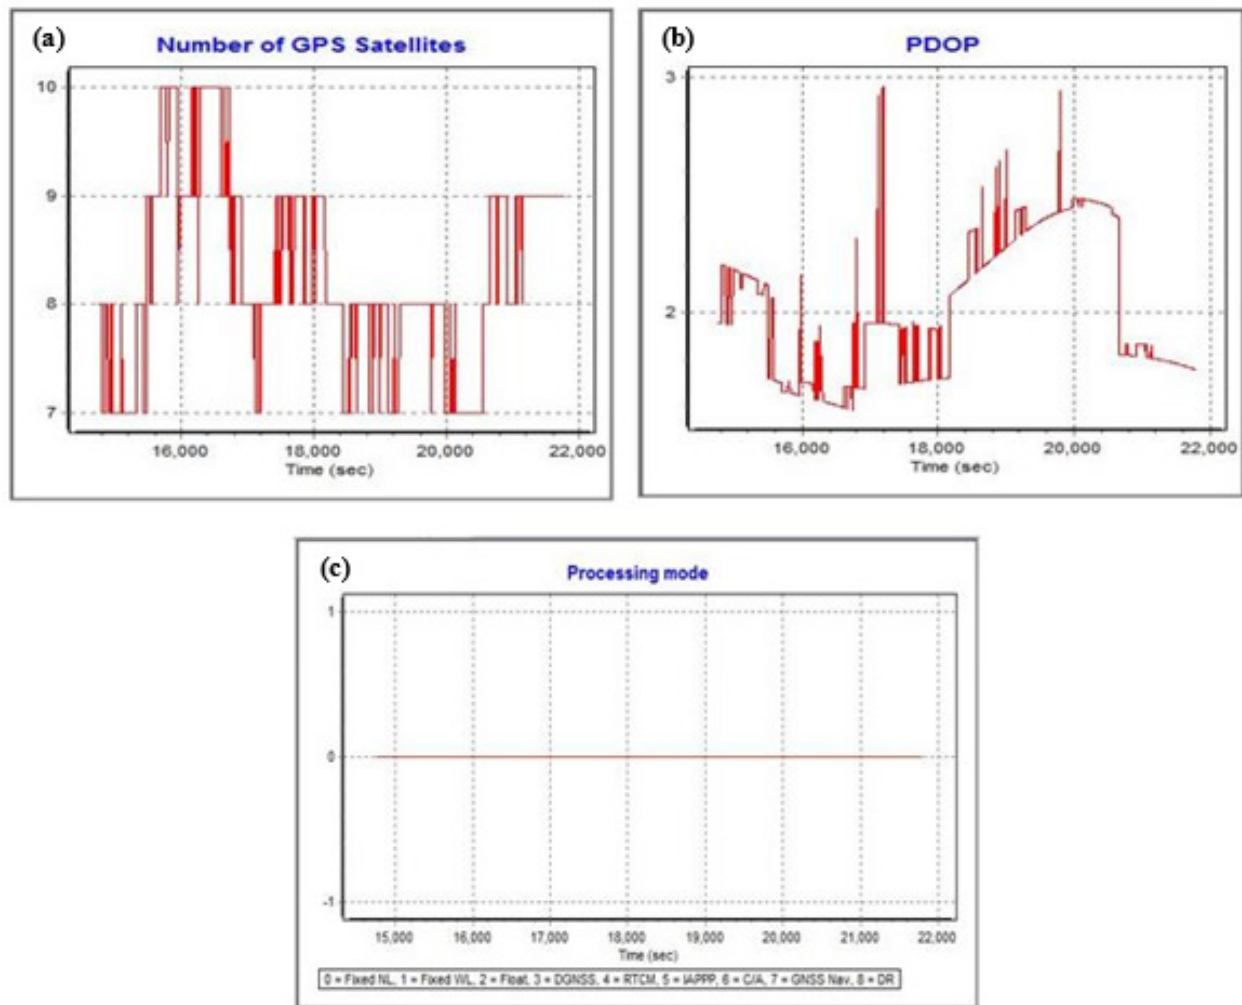 (a)
Number of GPS Satellites
10
9
8
7
16,000 18,000 20,000 22,000
Time (sec)
(b)
PDOP
3
2
16,000 18,000 20,000 22,000
Time (sec)
(c)
Processing mode
1
0
-1
15,000 16,000 17,000 18,000 19,000 20,000 21,000 22,000
Time (sec)
0 = Fixed NL, 1 = Fixed WL, 2 = Float, 3 = DGNSS, 4 = RTCM, 5 = IAPPP, 6 = C/A, 7 = GNSS Nav, 8 = DR